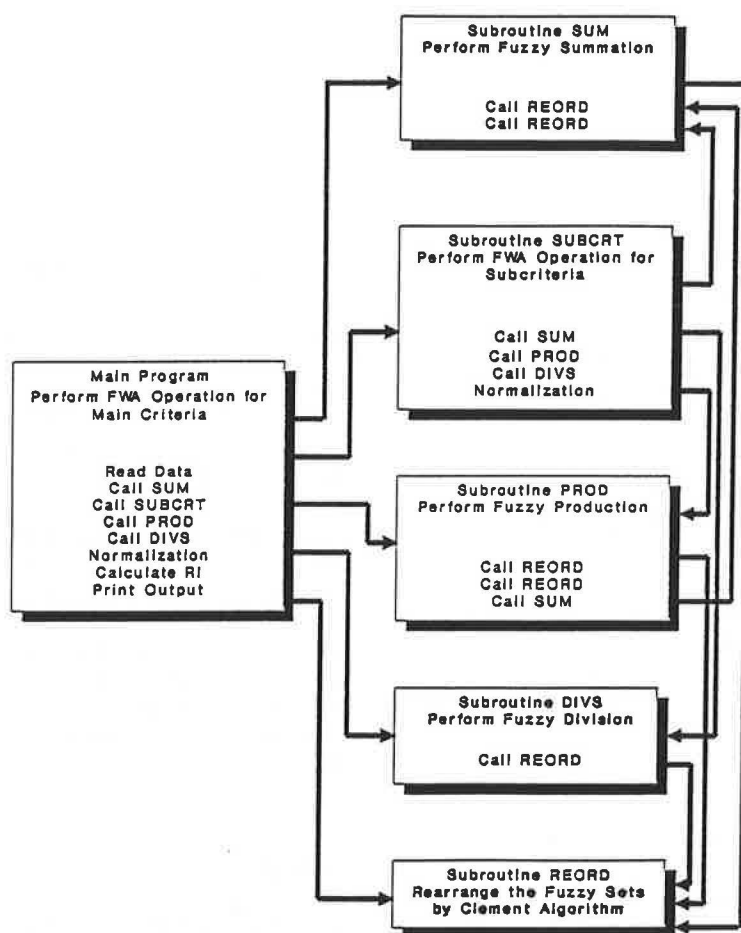 Subroutine SUM
Perform Fuzzy Summation
Call REORD
Call REORD
Subroutine SUBCRT
Perform FWA Operation for
Subcriteria
Call SUM
Call PROD
Call DIVS
Normalization
Main Program
Perform FWA Operation for
Main Criteria
Read Data
Call SUM
Call SUBCRT
Call PROD
Call DIVS
Normalization
Calculate RI
Print Output
Subroutine PROD
Perform Fuzzy Production
Call REORD
Call REORD
Call SUM
Subroutine DIVS
Perform Fuzzy Division
Call REORD
Subroutine REORD
Rearrange the Fuzzy Sets
by Clement Algorithm